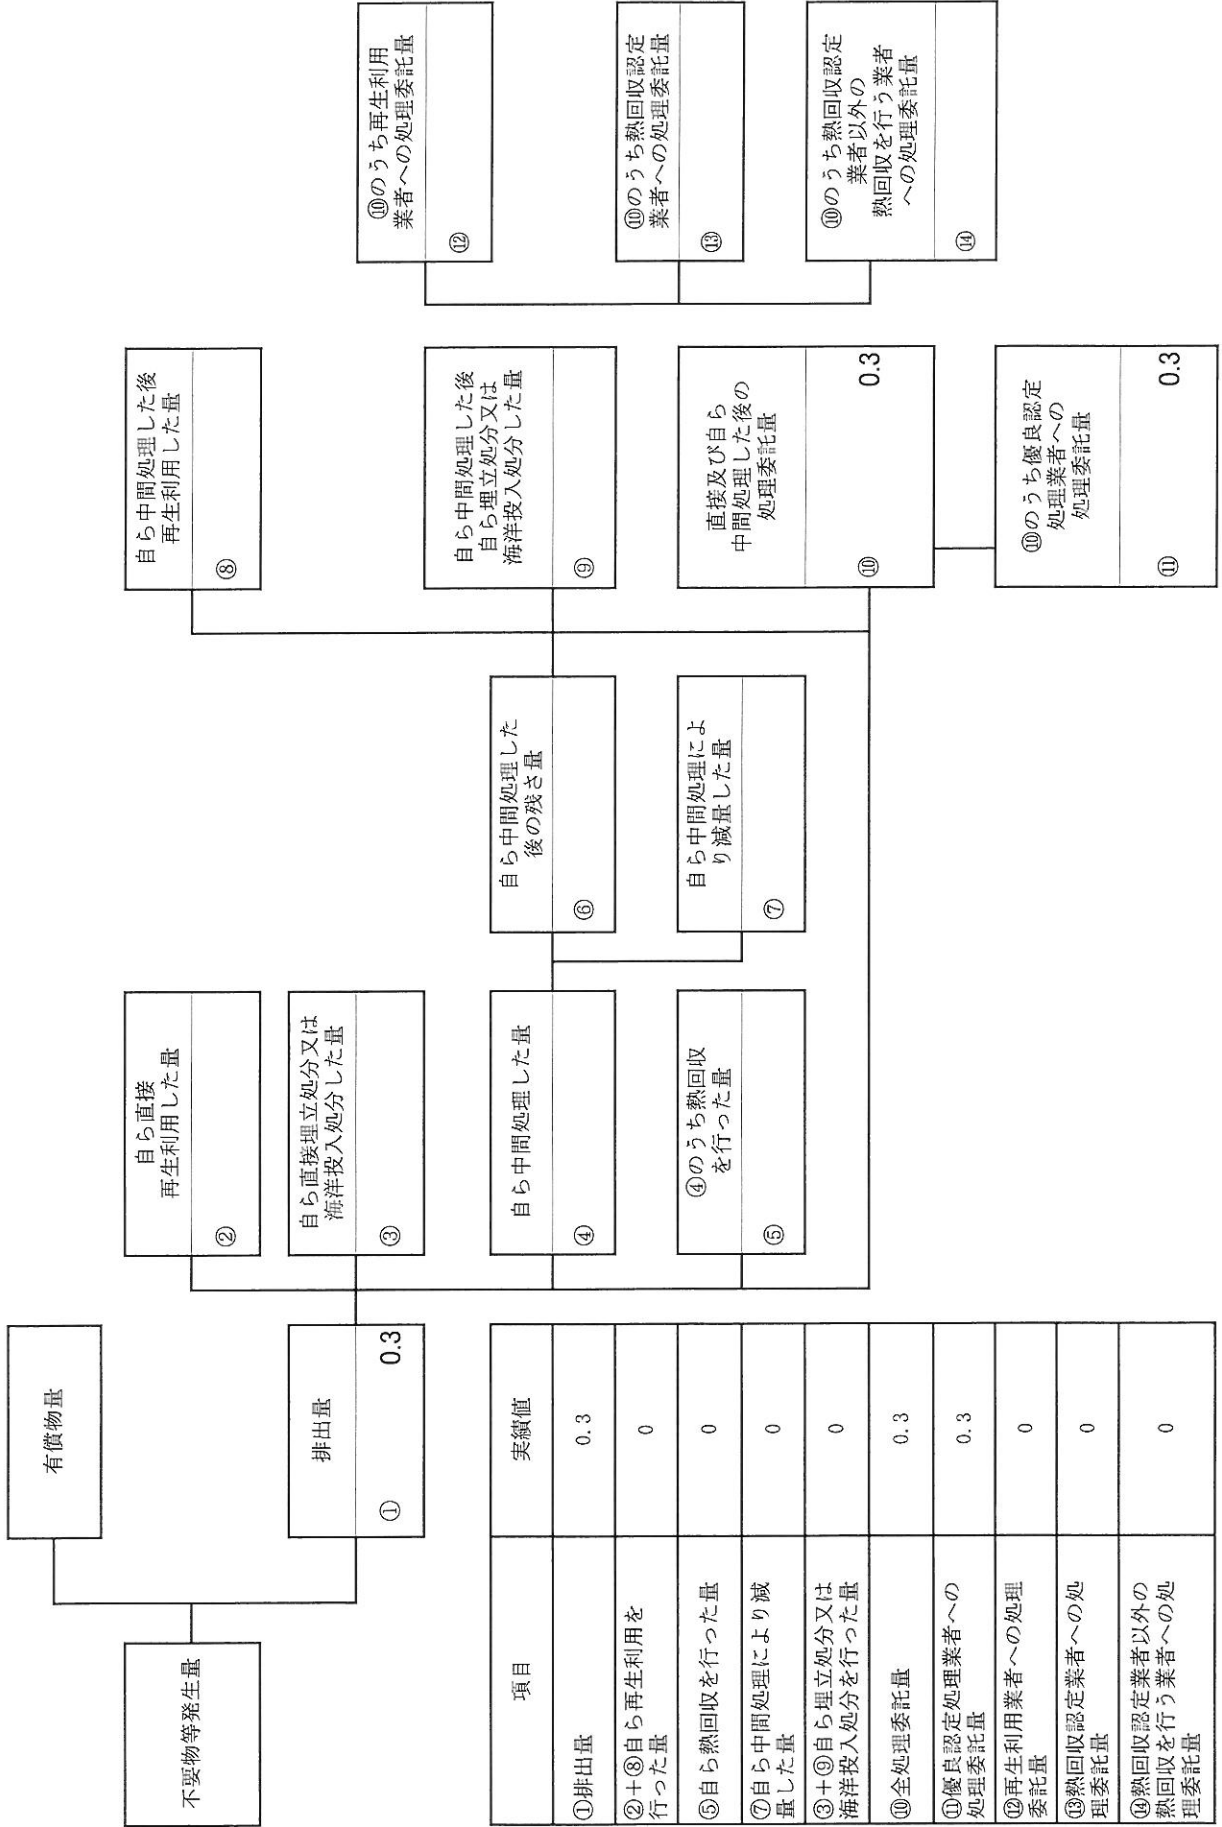 不要物等発生量
有償物量
排出量
① 0.3
自ら直接
再生利用した量
②
自ら直接埋立処分又は
海洋投入処分した量
③
自ら中間処理した量
④
④のうち熱回収
を行った量
⑤
自ら中間処理した
後の残さ量
⑥
自ら中間処理によ
り減量した量
⑦
自ら中間処理した後
再生利用した量
⑧
自ら中間処理した後
自ら埋立処分又は
海洋投入処分した量
⑨
直接及び自ら
中間処理した後の
処理委託量
⑩ 0.3
⑩のうち優良認定
処理業者への
処理委託量
⑪ 0.3
⑩のうち再生利用
業者への処理委託量
⑫
⑩のうち熱回収認定
業者への処理委託量
⑬
⑩のうち熱回収認定
業者以外の
熱回収を行う業者
への処理委託量
⑭
項目 実績値
①排出量 0.3
②+⑧自ら再生利用を
行った量 0
⑤自ら熱回収を行った量 0
⑦自ら中間処理により減
量した量 0
③+⑨自ら埋立処分又は
海洋投入処分を行った量 0
⑩全処理委託量 0.3
⑪優良認定処理業者への
処理委託量 0.3
⑫再生利用業者への処理
委託量 0
⑬熱回収認定業者への処
理委託量 0
⑭熱回収認定業者以外の
熱回収を行う業者への処
理委託量 0